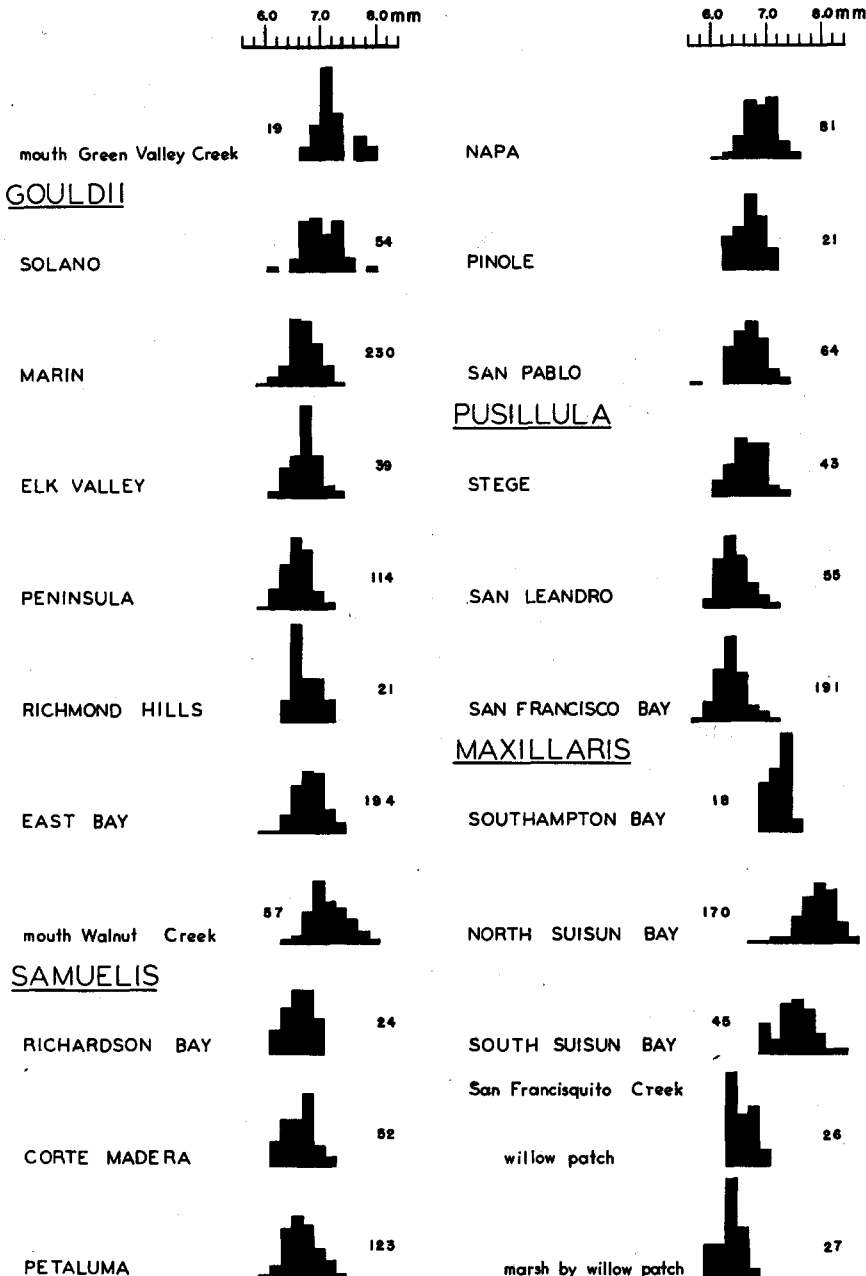 6.0 7.0 8.0 mm
19
mouth Green Valley Creek
GOULDII
54
SOLANO
230
MARIN
39
ELK VALLEY
114
PENINSULA
21
RICHMOND HILLS
194
EAST BAY
57
mouth Walnut Creek
SAMUELIS
24
RICHARDSON BAY
52
CORTE MADERA
123
PETALUMA
6.0 7.0 8.0 mm
81
NAPA
21
PINOLE
64
SAN PABLO
PUSILLULA
43
STEGE
55
SAN LEANDRO
191
SAN FRANCISCO BAY
MAXILLARIS
18
SOUTHAMPTON BAY
170
NORTH SUISUN BAY
45
SOUTH SUISUN BAY
San Francisquito Creek
26
willow patch
27
marsh by willow patch